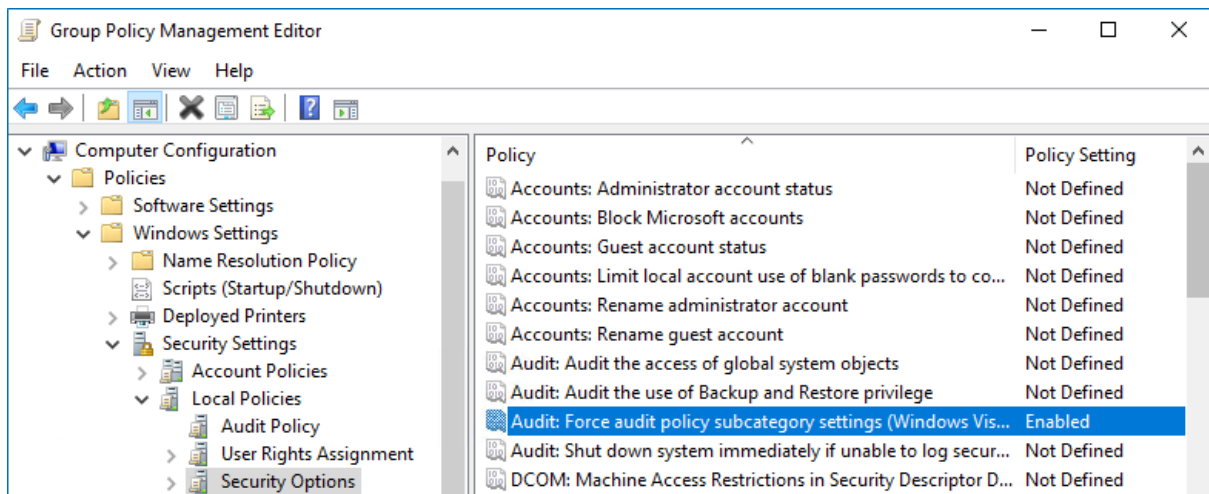 Group Policy Management Editor
File Action View Help
Computer Configuration
Policies
Software Settings
Windows Settings
Name Resolution Policy
Scripts (Startup/Shutdown)
Deployed Printers
Security Settings
Account Policies
Local Policies
Audit Policy
User Rights Assignment
Security Options
Policy Policy Setting
Accounts: Administrator account status Not Defined
Accounts: Block Microsoft accounts Not Defined
Accounts: Guest account status Not Defined
Accounts: Limit local account use of blank passwords to co... Not Defined
Accounts: Rename administrator account Not Defined
Accounts: Rename guest account Not Defined
Audit: Audit the access of global system objects Not Defined
Audit: Audit the use of Backup and Restore privilege Not Defined
Audit: Force audit policy subcategory settings (Windows Vis... Enabled
Audit: Shut down system immediately if unable to log secur... Not Defined
DCOM: Machine Access Restrictions in Security Descriptor D... Not Defined